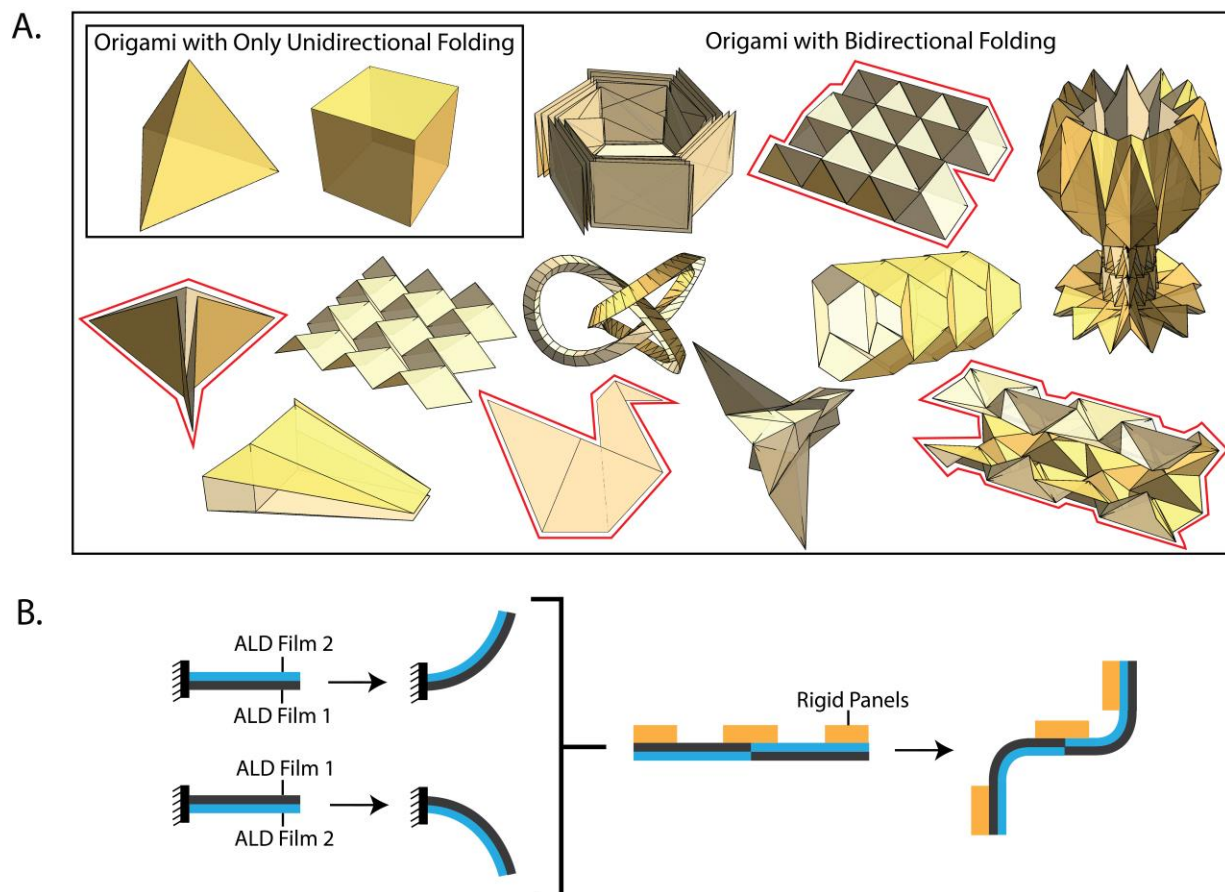 A.
Origami with Only Unidirectional Folding
Origami with Bidirectional Folding
B.
ALD Film 2
ALD Film 1
Rigid Panels
ALD Film 1
ALD Film 2